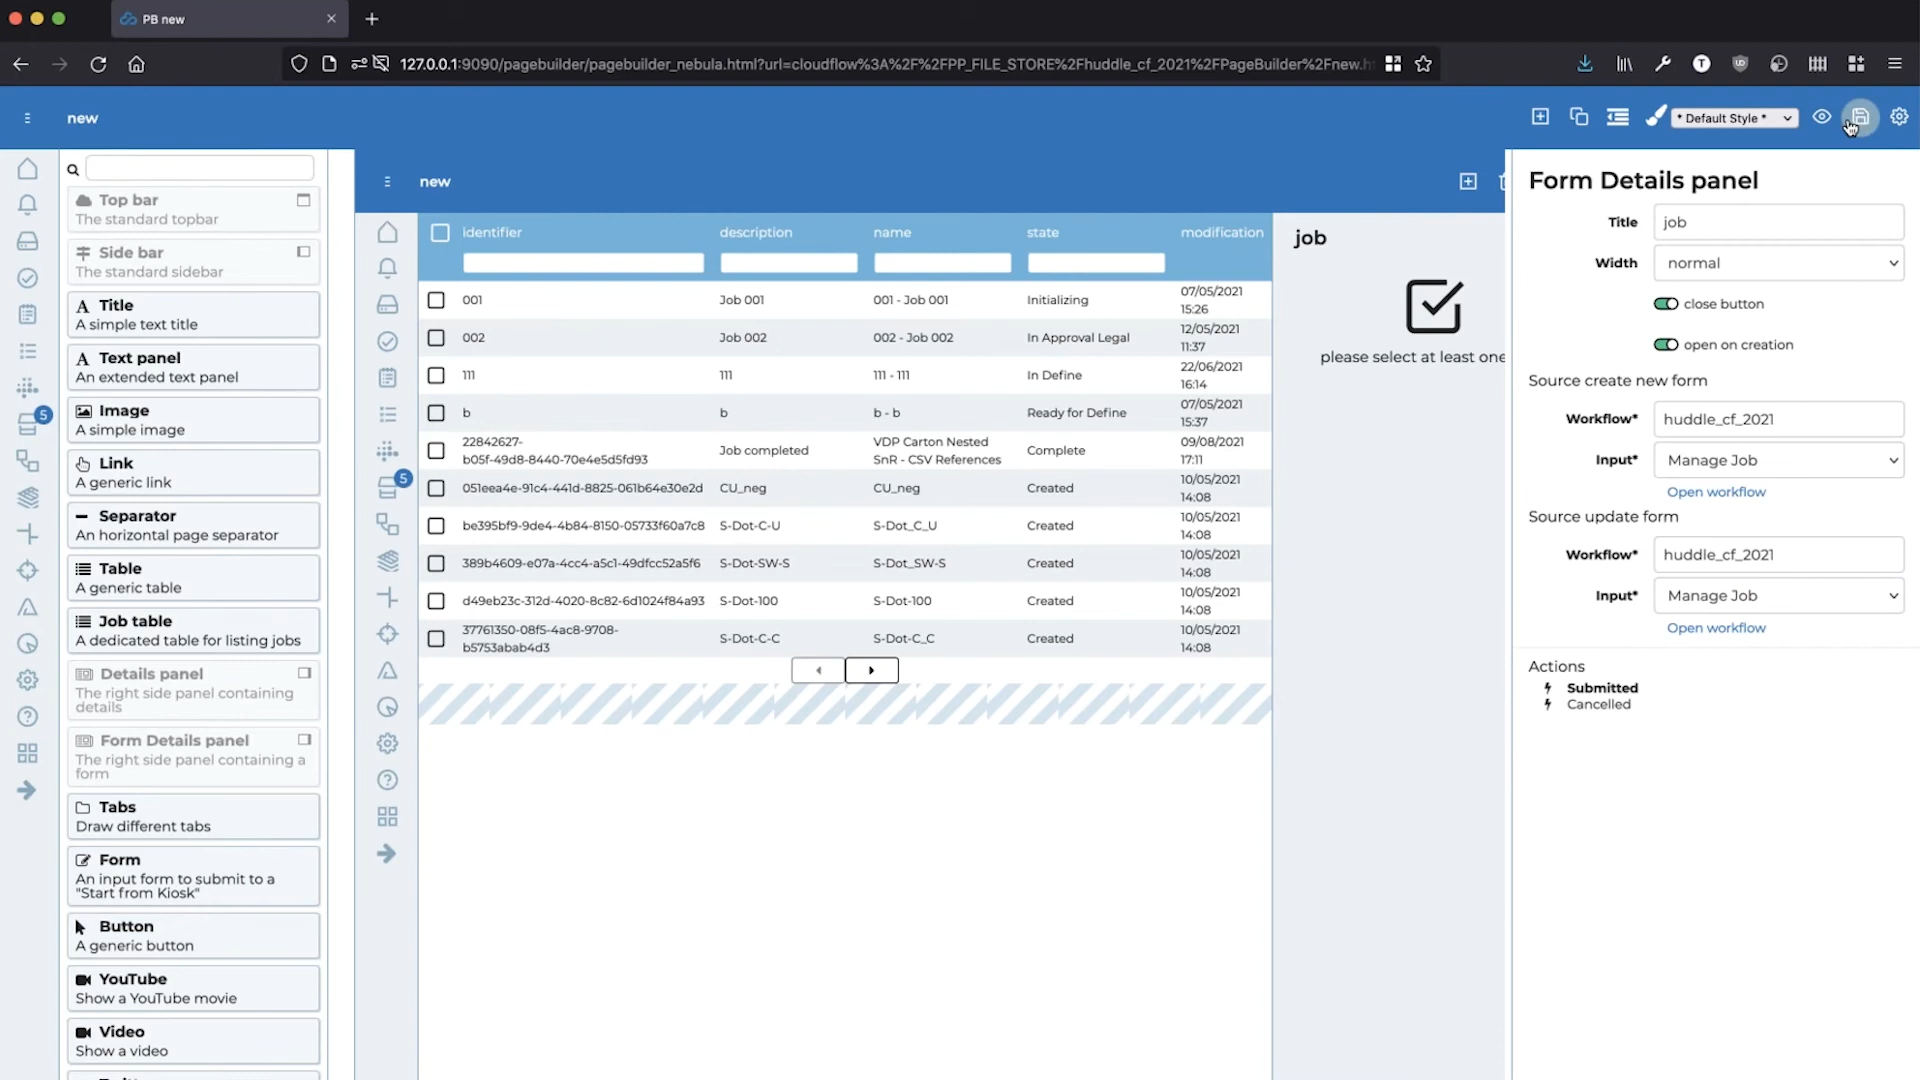 PB new
127.0.0.1:9090/pagebuilder/pagebuilder_nebula.html?url=cloudflow%3A%2F%2FPP_FILE_STORE%2Fhuddle_cf_2021%2FPageBuilder%2Fnew.h
new
* Default Style *
Top bar
The standard topbar
Side bar
The standard sidebar
A Title
A simple text title
A Text panel
An extended text panel
Image
A simple image
Link
A generic link
Separator
An horizontal page separator
Table
A generic table
Job table
A dedicated table for listing jobs
Details panel
The right side panel containing
details
Form Details panel
The right side panel containing a
form
Tabs
Draw different tabs
Form
An input form to submit to a
"Start from Kiosk"
Button
A generic button
YouTube
Show a YouTube movie
Video
Show a video
5
new
5
identifier description name state modification
001 Job 001 001 - Job 001 Initializing 07/05/2021
15:26
002 Job 002 002 - Job 002 In Approval Legal 12/05/2021
11:37
111 111 111 - 111 In Define 22/06/2021
16:14
b b b - b Ready for Define 07/05/2021
15:37
22842627-
b05f-49d8-8440-70e4e5d5fd93 Job completed VDP Carton Nested
SnR - CSV References Complete 09/08/2021
17:11
051eea4e-91c4-441d-8825-061b64e30e2d CU_neg CU_neg Created 10/05/2021
14:08
be395bf9-9de4-4b84-8150-05733f60a7c8 S-Dot-C-U S-Dot_C_U Created 10/05/2021
14:08
389b4609-e07a-4cc4-a5c1-49dfcc52a5f6 S-Dot-SW-S S-Dot_SW-S Created 10/05/2021
14:08
d49eb23c-312d-4020-8c82-6d1024f84a93 S-Dot-100 S-Dot-100 Created 10/05/2021
14:08
37761350-08f5-4ac8-9708-
b5753abab4d3 S-Dot-C-C S-Dot-C_C Created 10/05/2021
14:08
job
please select at least one
Form Details panel
Title job
Width normal
close button
open on creation
Source create new form
Workflow* huddle_cf_2021
Input* Manage Job
Open workflow
Source update form
Workflow* huddle_cf_2021
Input* Manage Job
Open workflow
Actions
Submitted
Cancelled